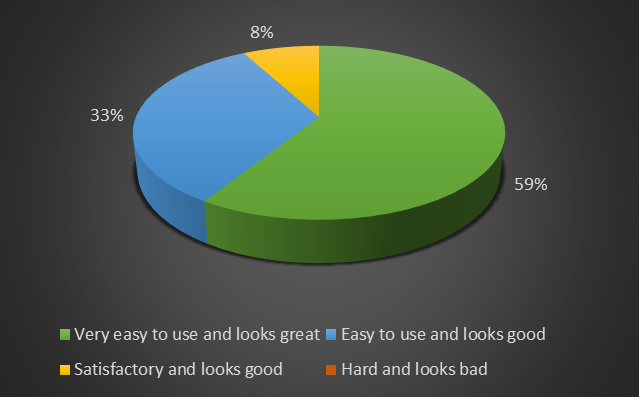 8%
33%
59%
Very easy to use and looks great
Easy to use and looks good
Satisfactory and looks good
Hard and looks bad